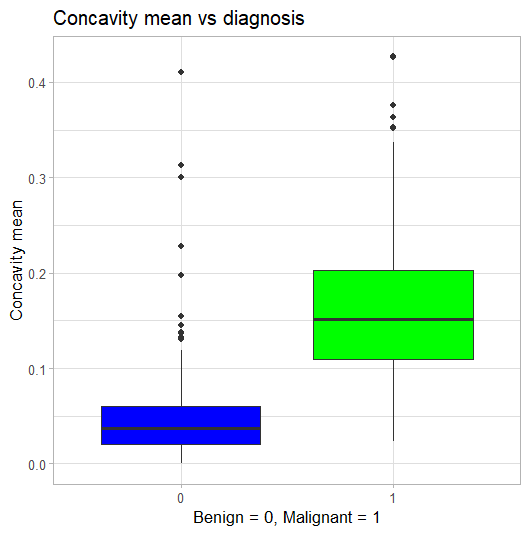 Concavity mean vs diagnosis
Concavity mean
0.4
0.3
0.2
0.1
0.0
0 1
Benign = 0, Malignant = 1